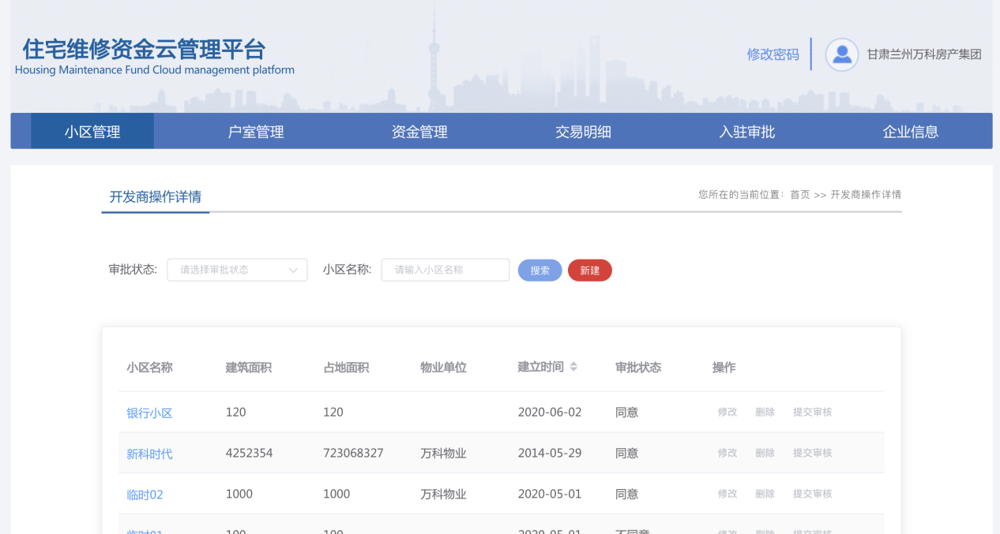 住宅维修资金云管理平台
Housing Maintenance Fund Cloud management platform
修改密码 甘肃兰州万科房产集团
小区管理 户室管理 资金管理 交易明细 入驻审批 企业信息
开发商操作详情 您所在的当前位置：首页 >> 开发商操作详情
审批状态: 请选择审批状态 小区名称: 请输入小区名称 搜索 新建
小区名称 建筑面积 占地面积 物业单位 建立时间 审批状态 操作
银行小区 120 120 2020-06-02 同意 修改 删除 提交审核
新科时代 4252354 723068327 万科物业 2014-05-29 同意 修改 删除 提交审核
临时02 1000 1000 万科物业 2020-05-01 同意 修改 删除 提交审核
临时01 100 100 2020-05-01 不同意 修改 删除 提交审核